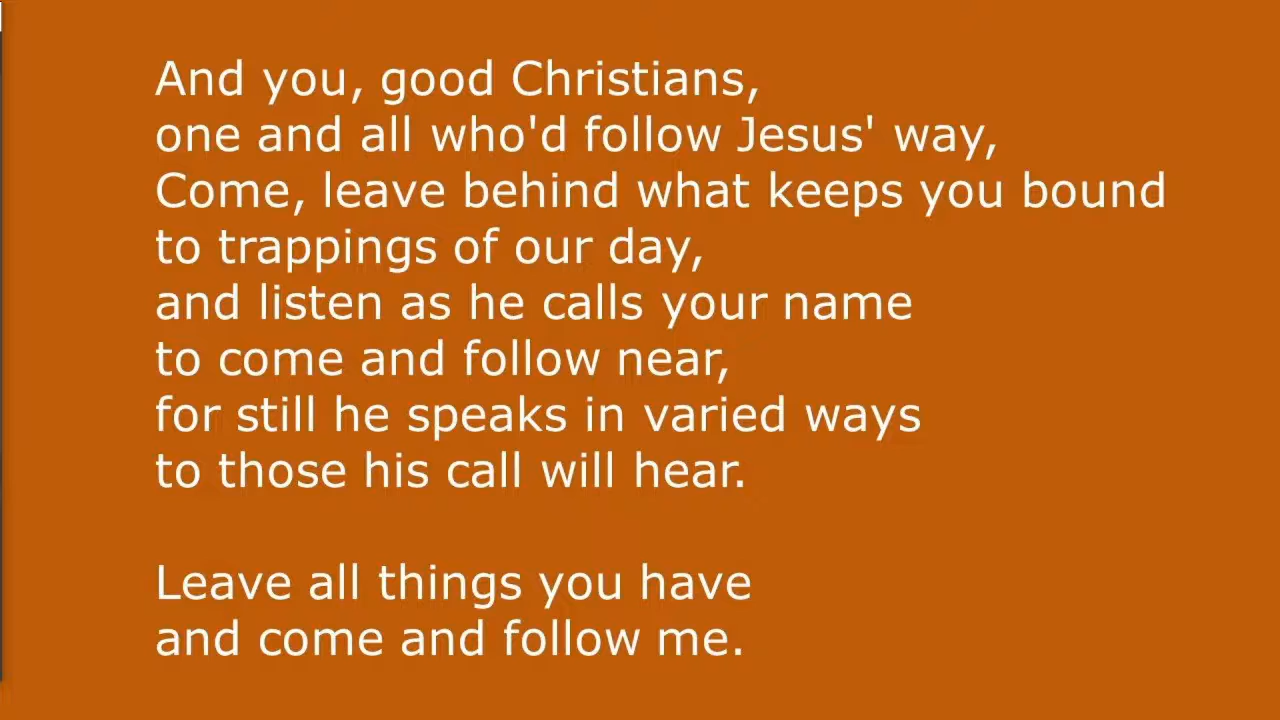 And you, good Christians,
one and all who'd follow Jesus' way,
Come, leave behind what keeps you bound
to trappings of our day,
and listen as he calls your name
to come and follow near,
for still he speaks in varied ways
to those his call will hear.
Leave all things you have
and come and follow me.